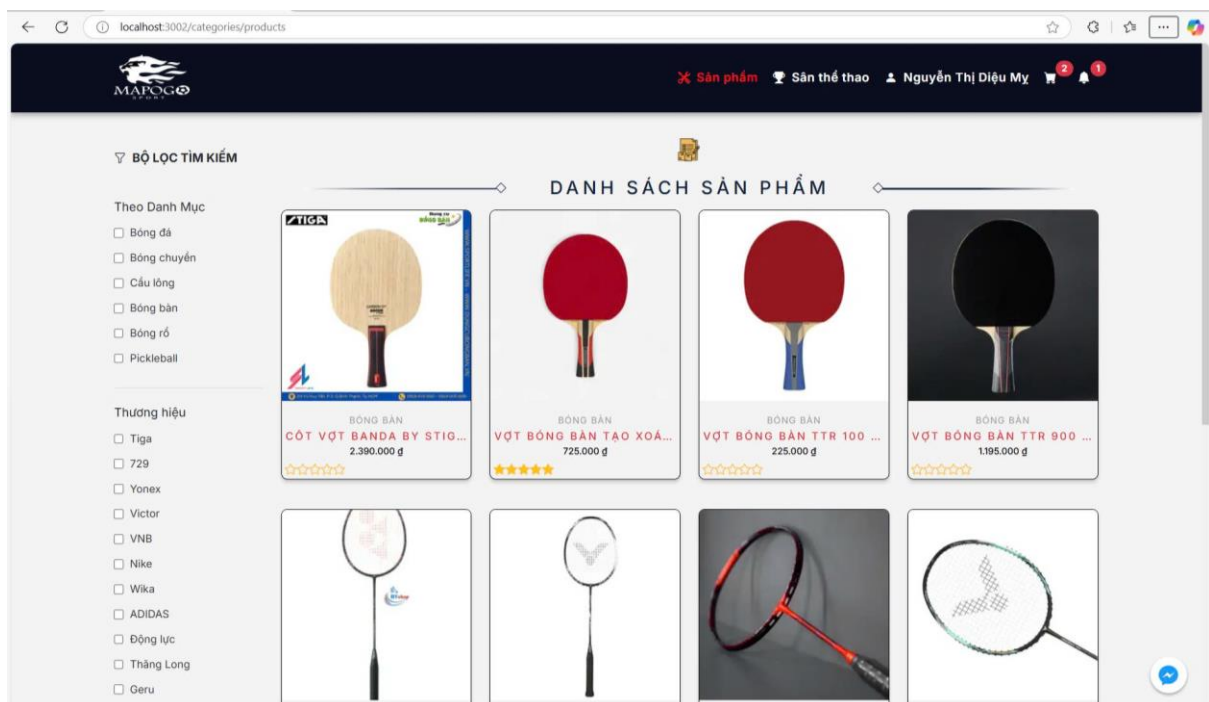 localhost:3002/categories/products
MAPOGO
SPORT
Sản phẩm
Sân thể thao
Nguyễn Thị Diệu My
2
1
BỘ LỌC TÌM KIẾM
Theo Danh Mục
Bóng đá
Bóng chuyền
Cầu lông
Bóng bàn
Bóng rổ
Pickleball
Thương hiệu
Tiga
729
Yonex
Victor
VNB
Nike
Wika
ADIDAS
Động lực
Thăng Long
Geru
DANH SÁCH SẢN PHẨM
STIGA
BÓNG BÀN
BÓNG BÀN
CỐT VỢT BANDA BY STIG...
2.390.000 ₫
BÓNG BÀN
VỢT BÓNG BÀN TẠO XOÁ...
725.000 ₫
BÓNG BÀN
VỢT BÓNG BÀN TTR 100 ...
225.000 ₫
BÓNG BÀN
VỢT BÓNG BÀN TTR 900 ...
1.195.000 ₫